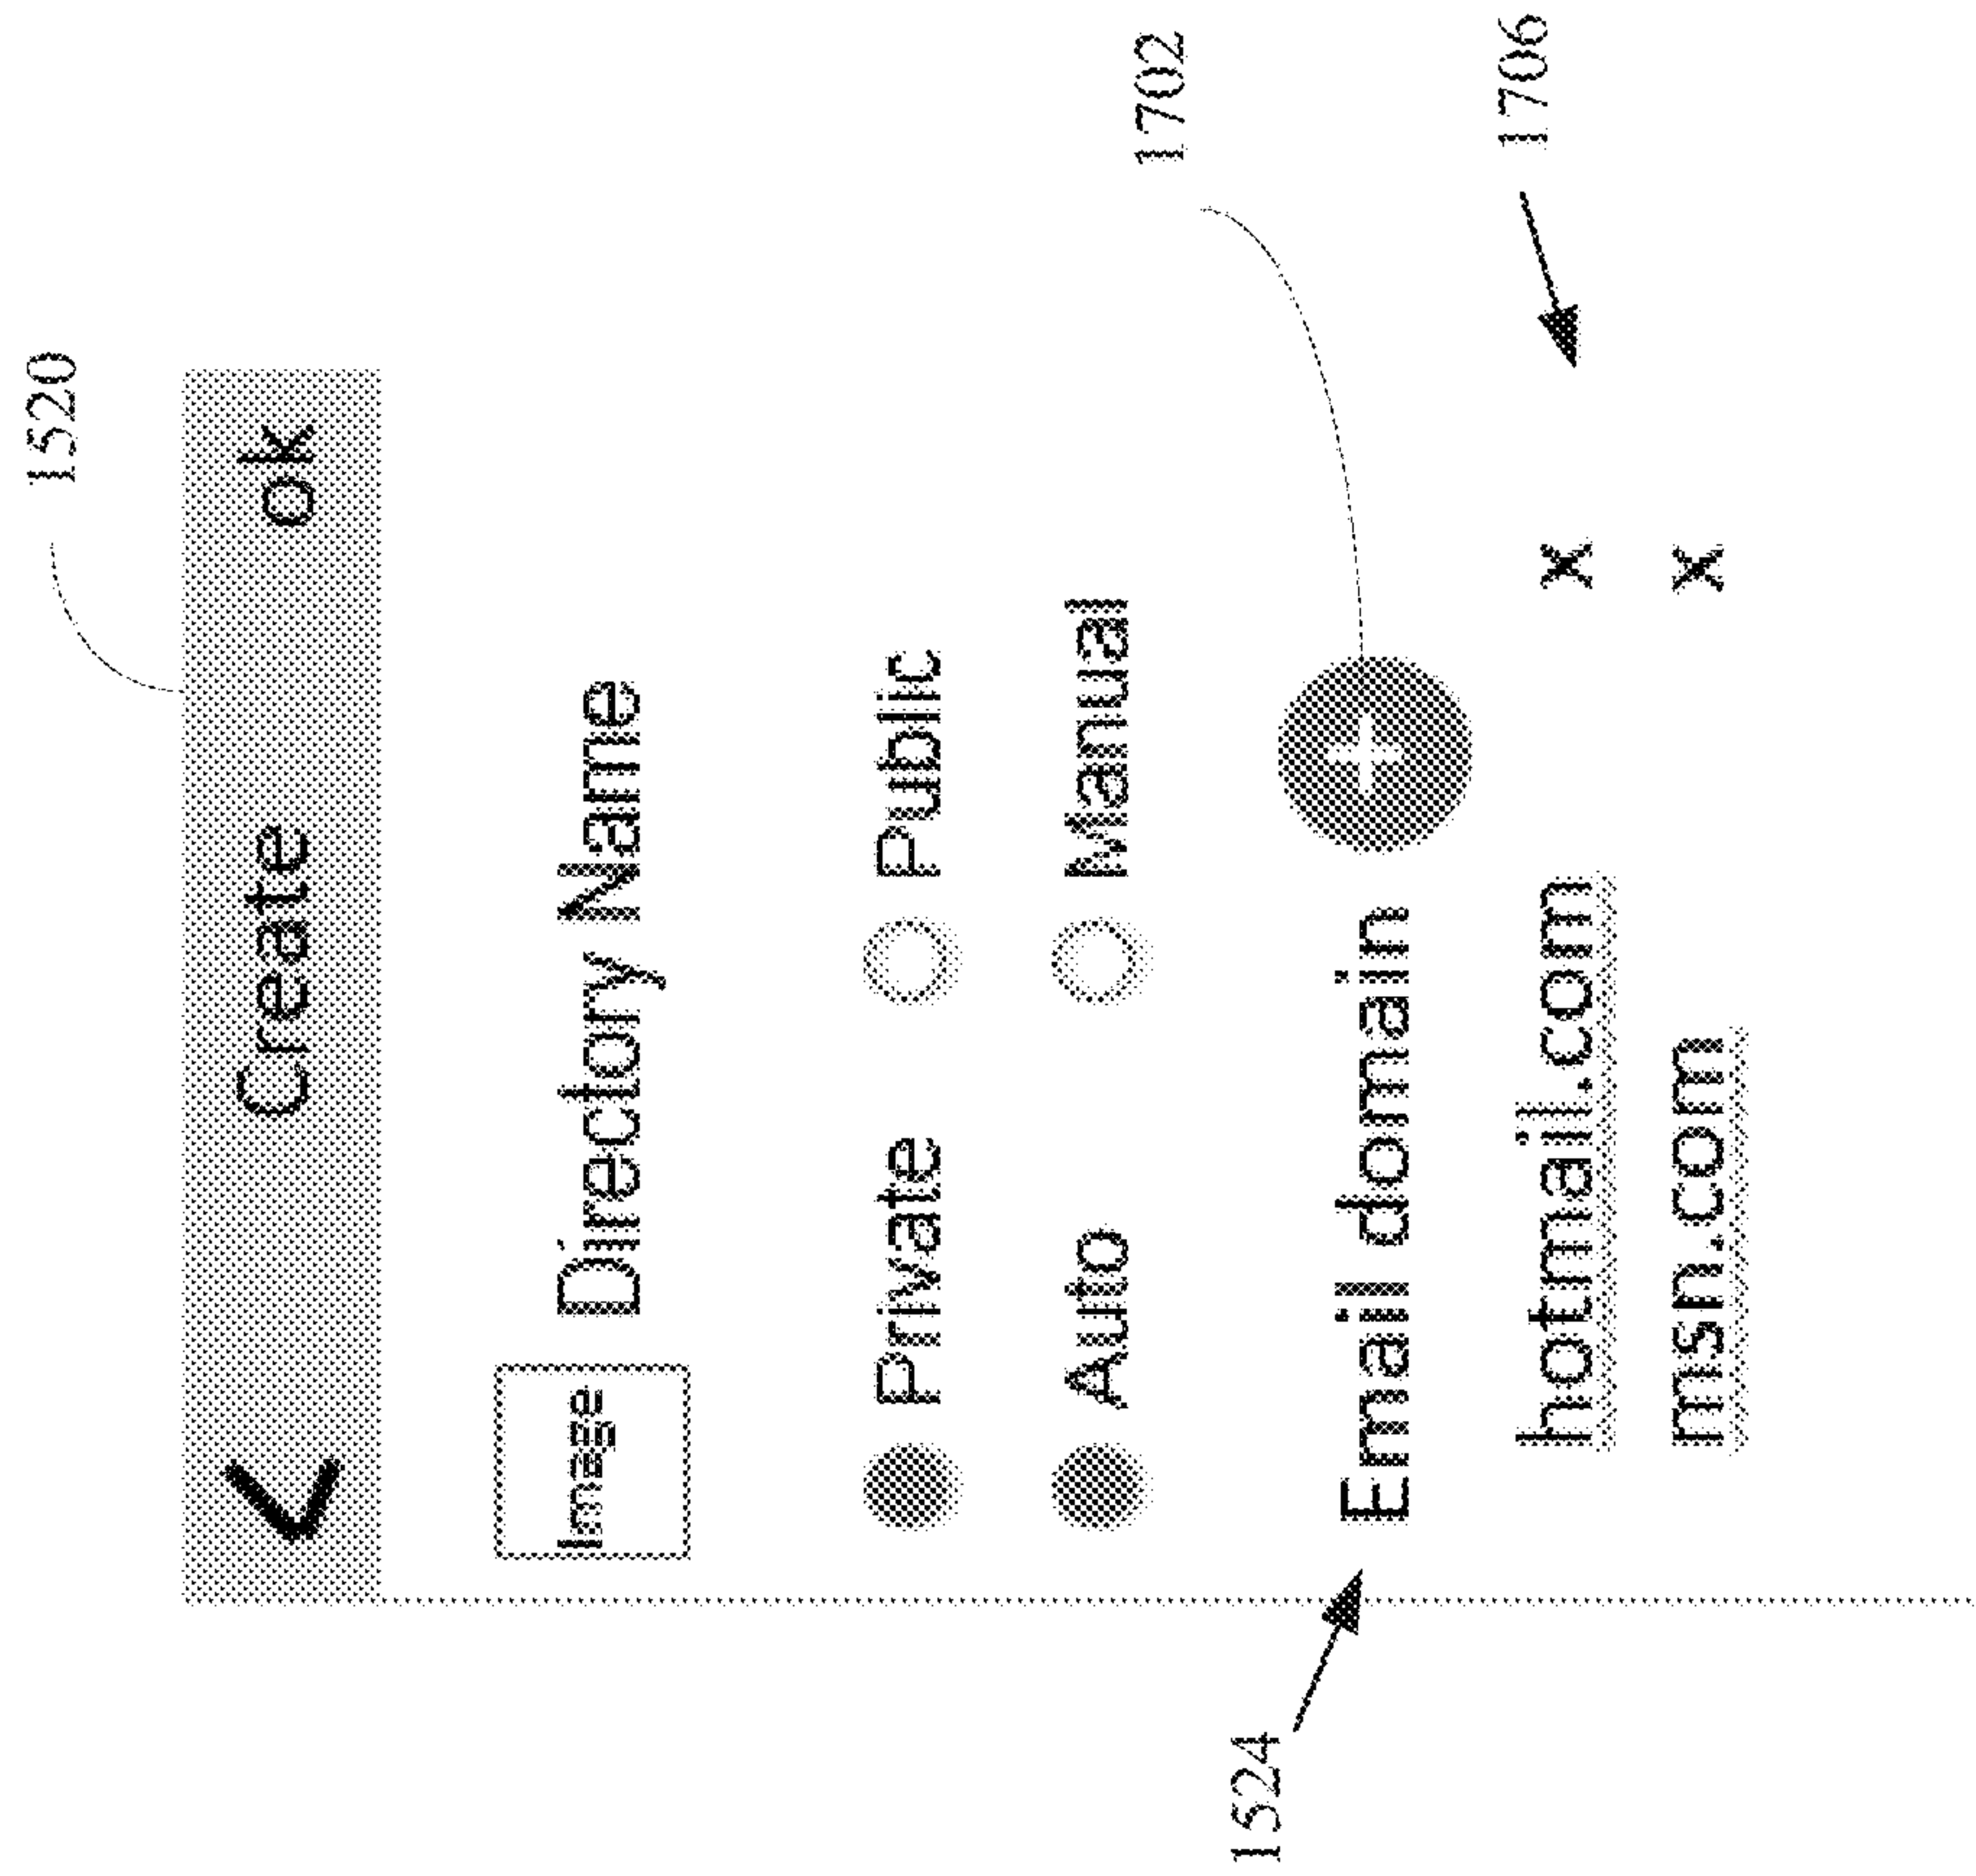 1520
< Create ok
Image Directory Name
Private Public
1702
Auto Manual
1524
Email domain +
1706
hotmail.com x
msn.com x